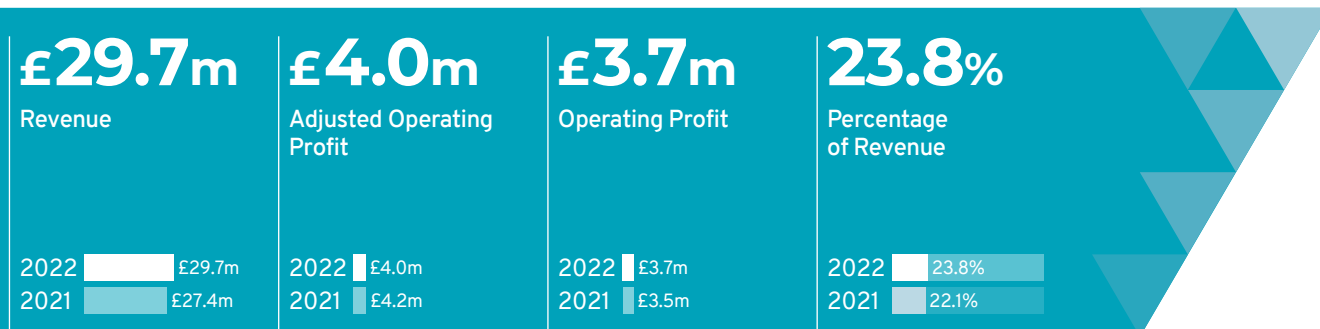 £29.7m
Revenue
2022 £29.7m
2021 £27.4m
£4.0m
Adjusted Operating
Profit
2022 £4.0m
2021 £4.2m
£3.7m
Operating Profit
2022 £3.7m
2021 £3.5m
23.8%
Percentage
of Revenue
2022 23.8%
2021 22.1%